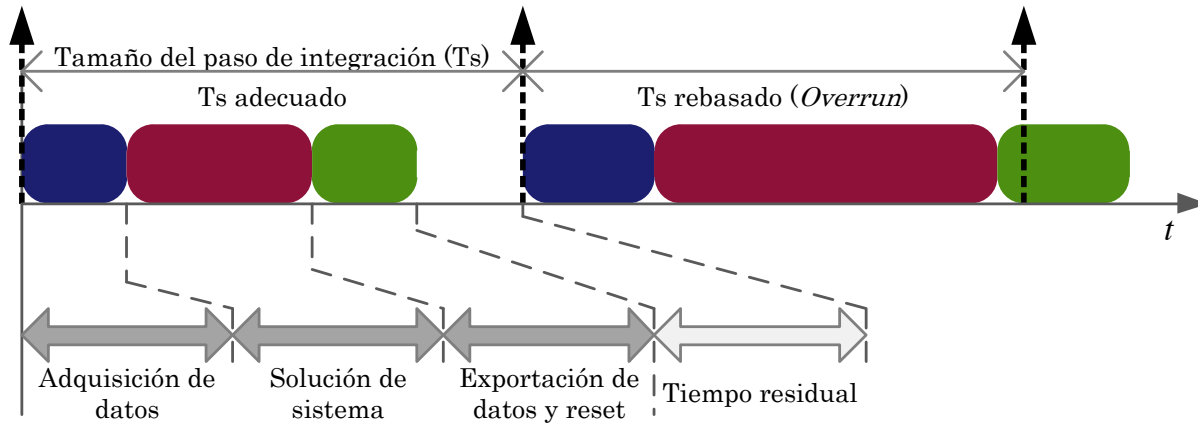 Tamaño del paso de integración (Ts)
Ts adecuado
Ts rebasado (Overrun)
t
Adquisición de
datos
Solución de
sistema
Exportación de
datos y reset
Tiempo residual